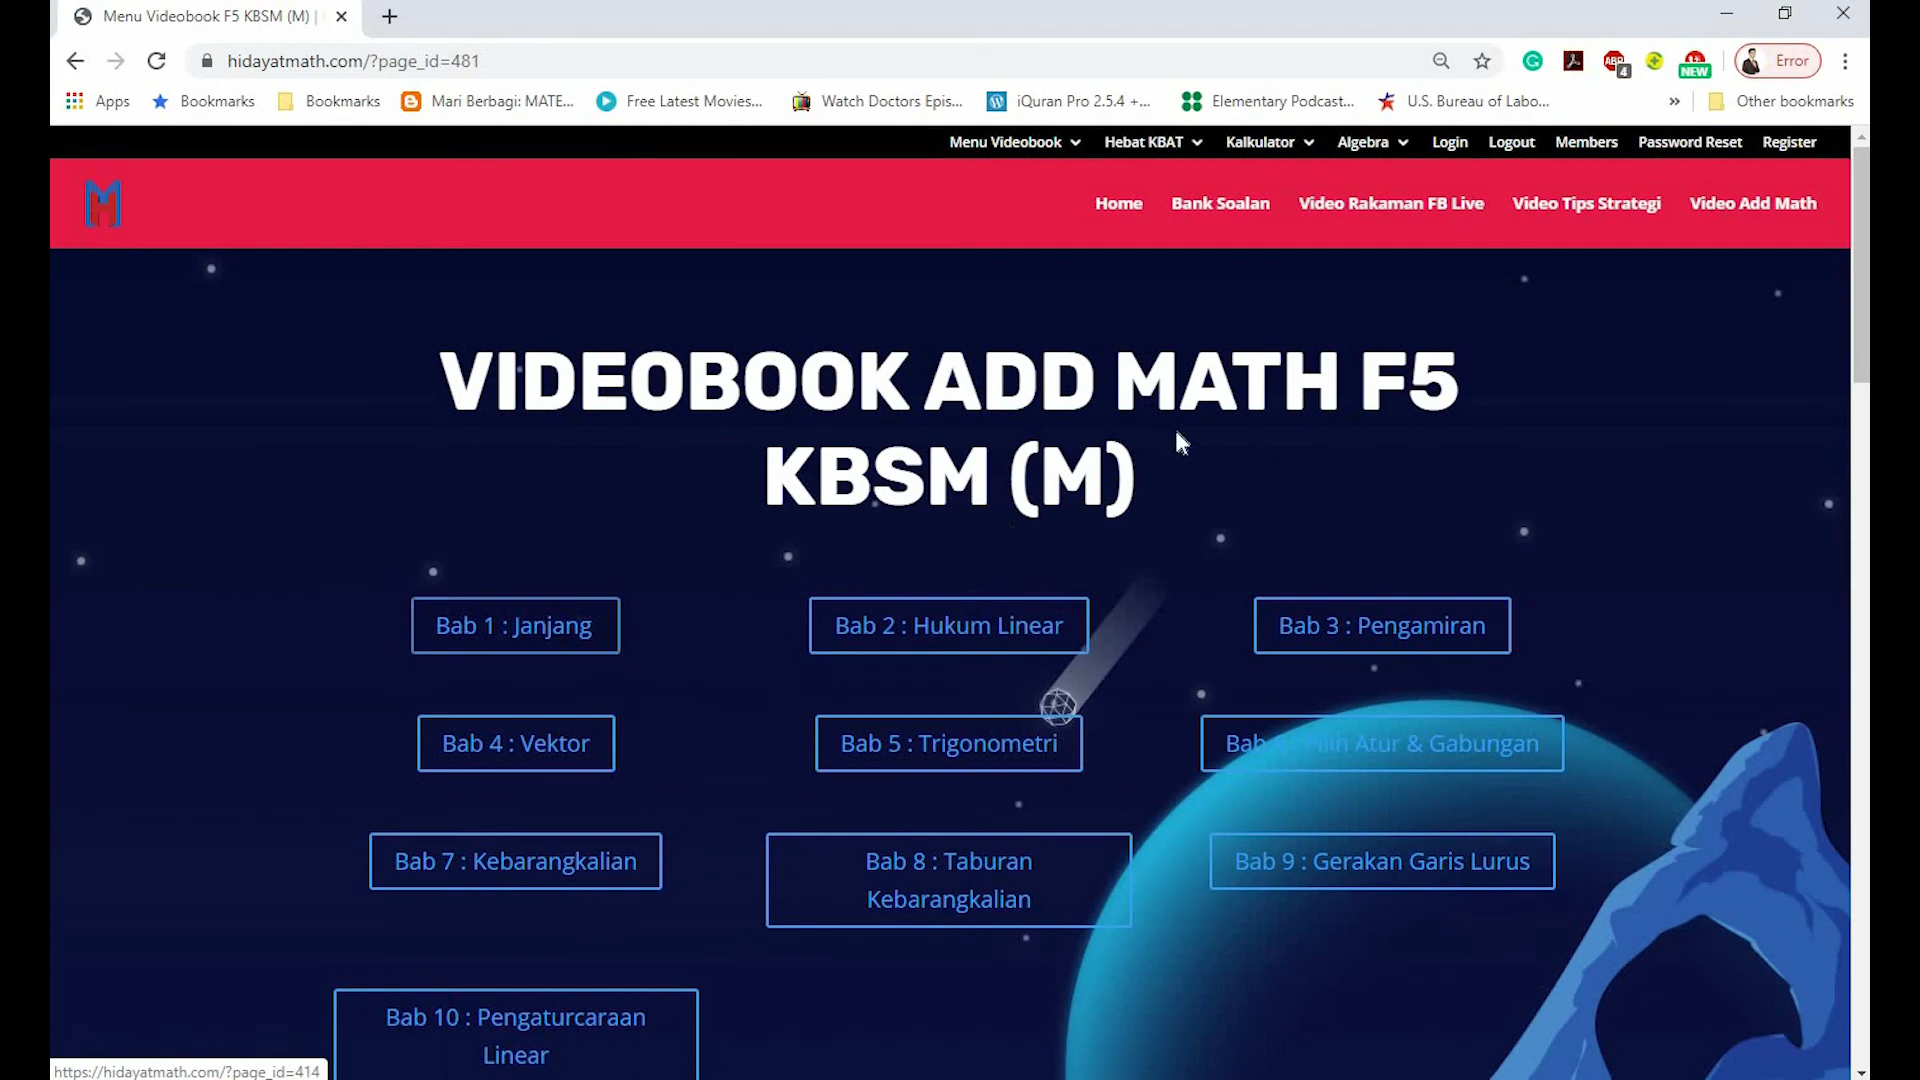 Menu Videobook F5 KBSM (M) |
hidayatmath.com/?page_id=481
Error
Apps
Bookmarks
Bookmarks
Mari Berbagi: MATE...
Free Latest Movies...
Watch Doctors Epis...
iQuran Pro 2.5.4 +...
Elementary Podcast...
U.S. Bureau of Labo...
»
Other bookmarks
ABP
4
NEW
Menu Videobook
Hebat KBAT
Kalkulator
Algebra
Login
Logout
Members
Password Reset
Register
Home
Bank Soalan
Video Rakaman FB Live
Video Tips Strategi
Video Add Math
VIDEOBOOK ADD MATH F5
KBSM (M)
Bab 1 : Janjang
Bab 2 : Hukum Linear
Bab 3 : Pengamiran
Bab 4 : Vektor
Bab 5 : Trigonometri
Bab Atur & Gabungan
Bab 7 : Kebarangkalian
Bab 8 : Taburan
Kebarangkalian
Bab 9 : Gerakan Garis Lurus
Bab 10 : Pengaturcaraan
Linear
https://hidayatmath.com/?page_id=414